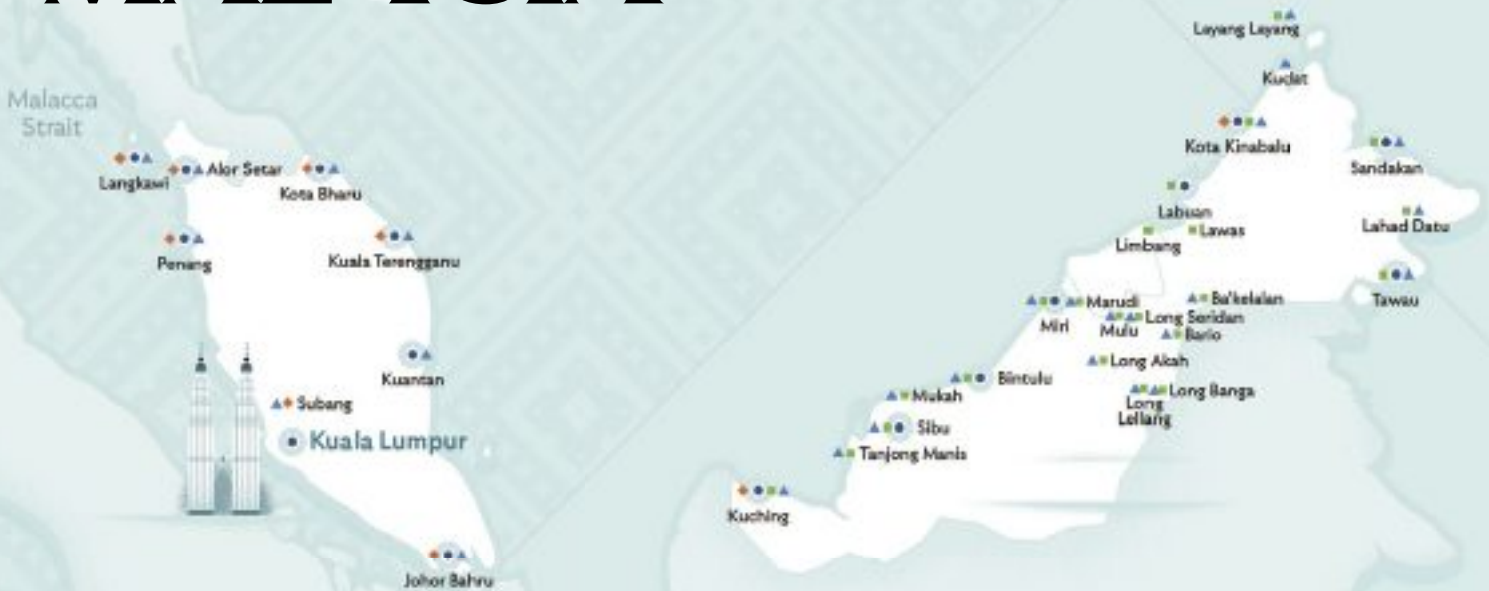 Layang Layang
Kudat
Malacca
Strait
Kota Kinabalu
Sandakan
Langkawi
Alor Setar
Kota Bharu
Labuan
Lahad Datu
Limbang
Lawas
Penang
Kuala Terengganu
Tawau
Miri
Marudi
Ba'kelalan
Mulu
Long Seridan
Bario
Kuantan
Long Akah
Bintulu
Mukah
Long
Lellang
Long Banga
Subang
Sibu
Kuala Lumpur
Tanjong Manis
Kuching
Johor Bahru